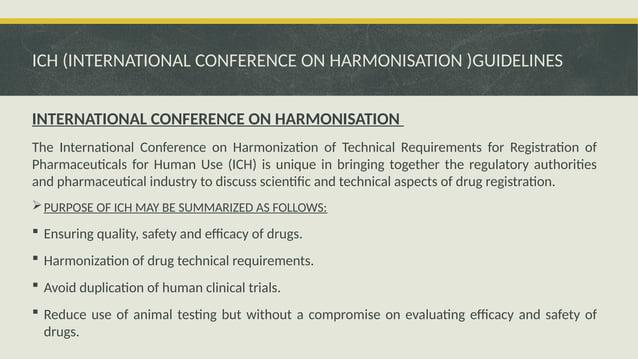 ICH (INTERNATIONAL CONFERENCE ON HARMONISATION )GUIDELINES
INTERNATIONAL CONFERENCE ON HARMONISATION
The International Conference on Harmonization of Technical Requirements for Registration of
Pharmaceuticals for Human Use (ICH) is unique in bringing together the regulatory authorities
and pharmaceutical industry to discuss scientific and technical aspects of drug registration.
➢ PURPOSE OF ICH MAY BE SUMMARIZED AS FOLLOWS:
▪ Ensuring quality, safety and efficacy of drugs.
▪ Harmonization of drug technical requirements.
▪ Avoid duplication of human clinical trials.
▪ Reduce use of animal testing but without a compromise on evaluating efficacy and safety of
drugs.